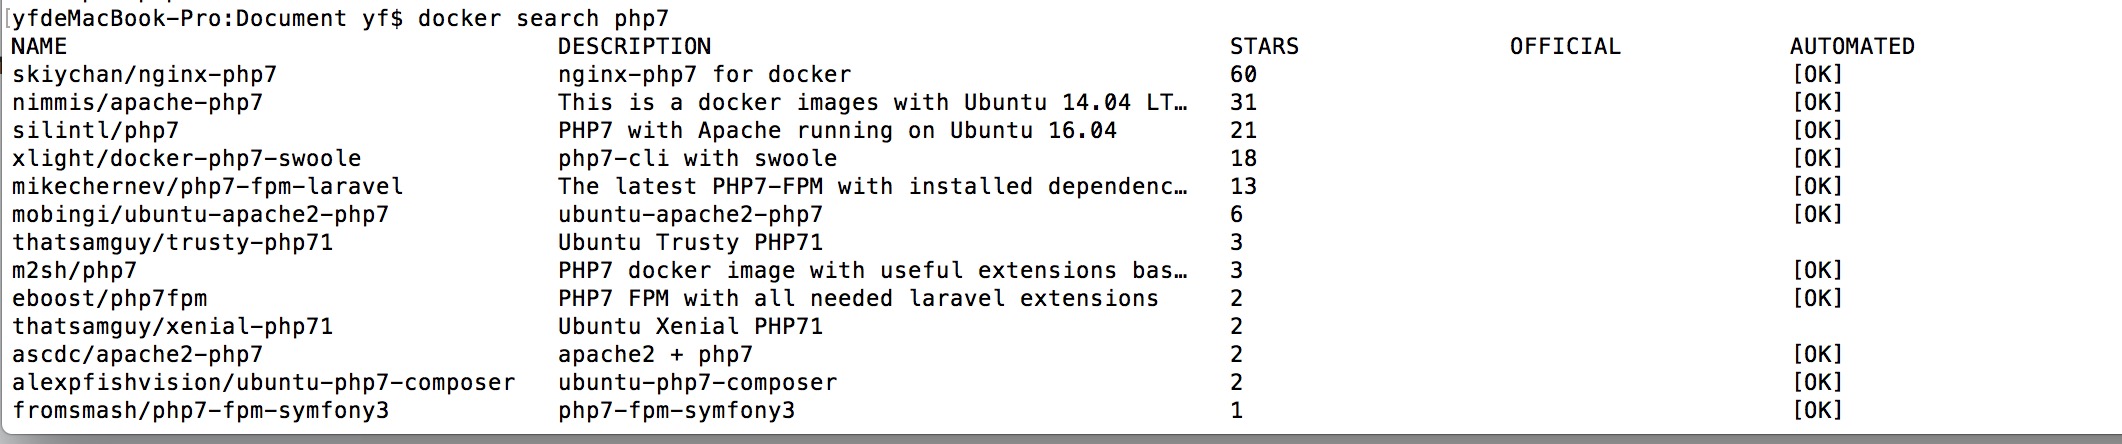 yfdeMacBook-Pro:Document yf$ docker search php7
NAME DESCRIPTION STARS OFFICIAL AUTOMATED
skiychan/nginx-php7 nginx-php7 for docker 60 [OK]
nimmis/apache-php7 This is a docker images with Ubuntu 14.04 LT… 31 [OK]
silintl/php7 PHP7 with Apache running on Ubuntu 16.04 21 [OK]
xlight/docker-php7-swoole php7-cli with swoole 18 [OK]
mikechernev/php7-fpm-laravel The latest PHP7-FPM with installed dependenc… 13 [OK]
mobingi/ubuntu-apache2-php7 ubuntu-apache2-php7 6 [OK]
thatsamguy/trusty-php71 Ubuntu Trusty PHP71 3
m2sh/php7 PHP7 docker image with useful extensions bas… 3 [OK]
eboost/php7fpm PHP7 FPM with all needed laravel extensions 2 [OK]
thatsamguy/xenial-php71 Ubuntu Xenial PHP71 2
ascdc/apache2-php7 apache2 + php7 2 [OK]
alexpfishvision/ubuntu-php7-composer ubuntu-php7-composer 2 [OK]
fromsmash/php7-fpm-symfony3 php7-fpm-symfony3 1 [OK]